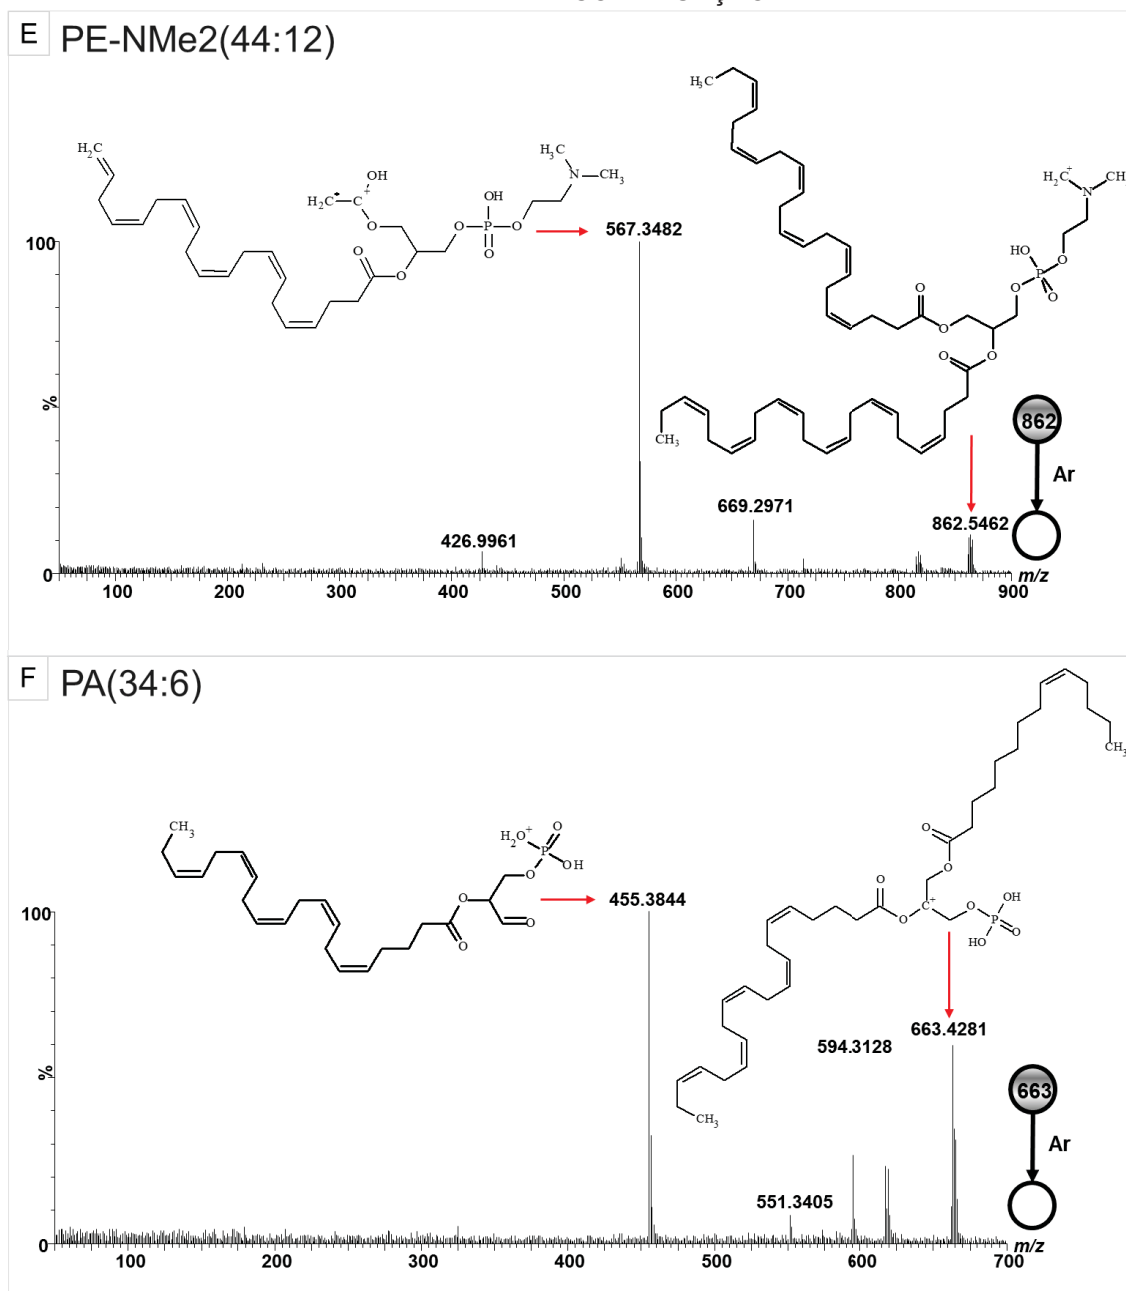 E PE-NMe2(44:12)
H3C
H2C
OH
H2C•
C+
O
O
O
O
P
OH
O
O
N
H3C
CH3
567.3482
H2C+
N
CH
HO
P
O
O
O
O
O
O
O
CH3
862
Ar
669.2971
862.5462
426.9961
100
%
0
100 200 300 400 500 600 700 800 900
m/z
F PA(34:6)
CH3
CH3
H2O+
O
P
OH
O
O
O
O
455.3844
O
O
O
O
C+
O
P
OH
HO
O
CH3
663.4281
594.3128
663
Ar
551.3405
100
%
0
100 200 300 400 500 600 700
m/z